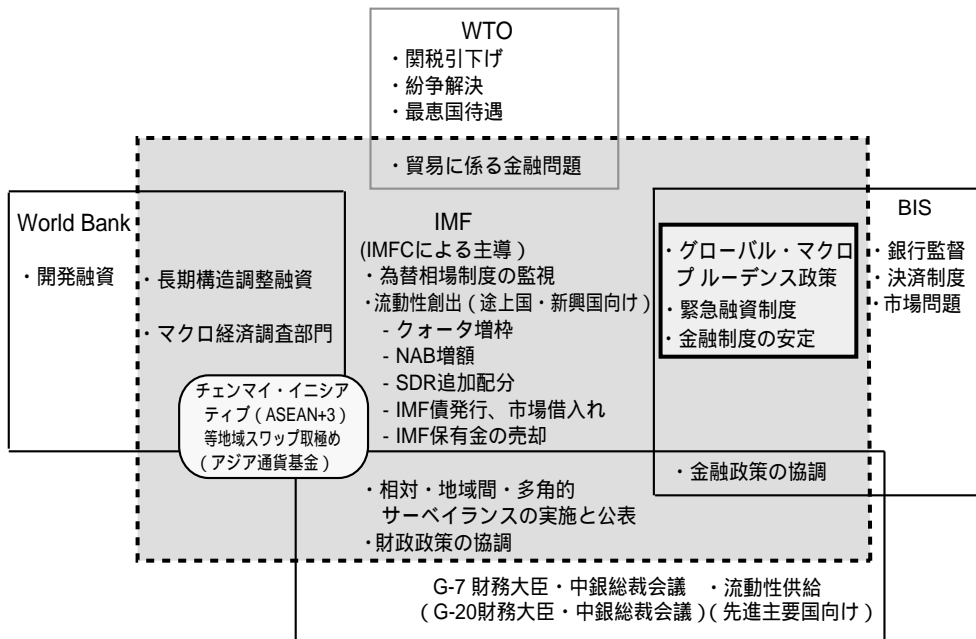 WTO
・関税引下げ
・紛争解決
・最恵国待遇
・貿易に係る金融問題
World Bank
・開発融資
・長期構造調整融資
・マクロ経済調査部門
IMF
(IMFCによる主導）
・為替相場制度の監視
・流動性創出（途上国・新興国向け）
- クォータ増枠
- NAB増額
- SDR追加配分
- IMF債発行、市場借入れ
- IMF保有金の売却
チェンマイ・イニシア
ティブ（ASEAN+3）
等地域スワップ取極め
（アジア通貨基金）
・グローバル・マクロ
プルーデンス政策
・緊急融資制度
・金融制度の安定
BIS
・銀行監督
・決済制度
・市場問題
・金融政策の協調
・相対・地域間・多角的
サーベイランスの実施と公表
・財政政策の協調
G-7 財務大臣・中銀総裁会議 ・流動性供給
（G-20財務大臣・中銀総裁会議）（先進主要国向け）